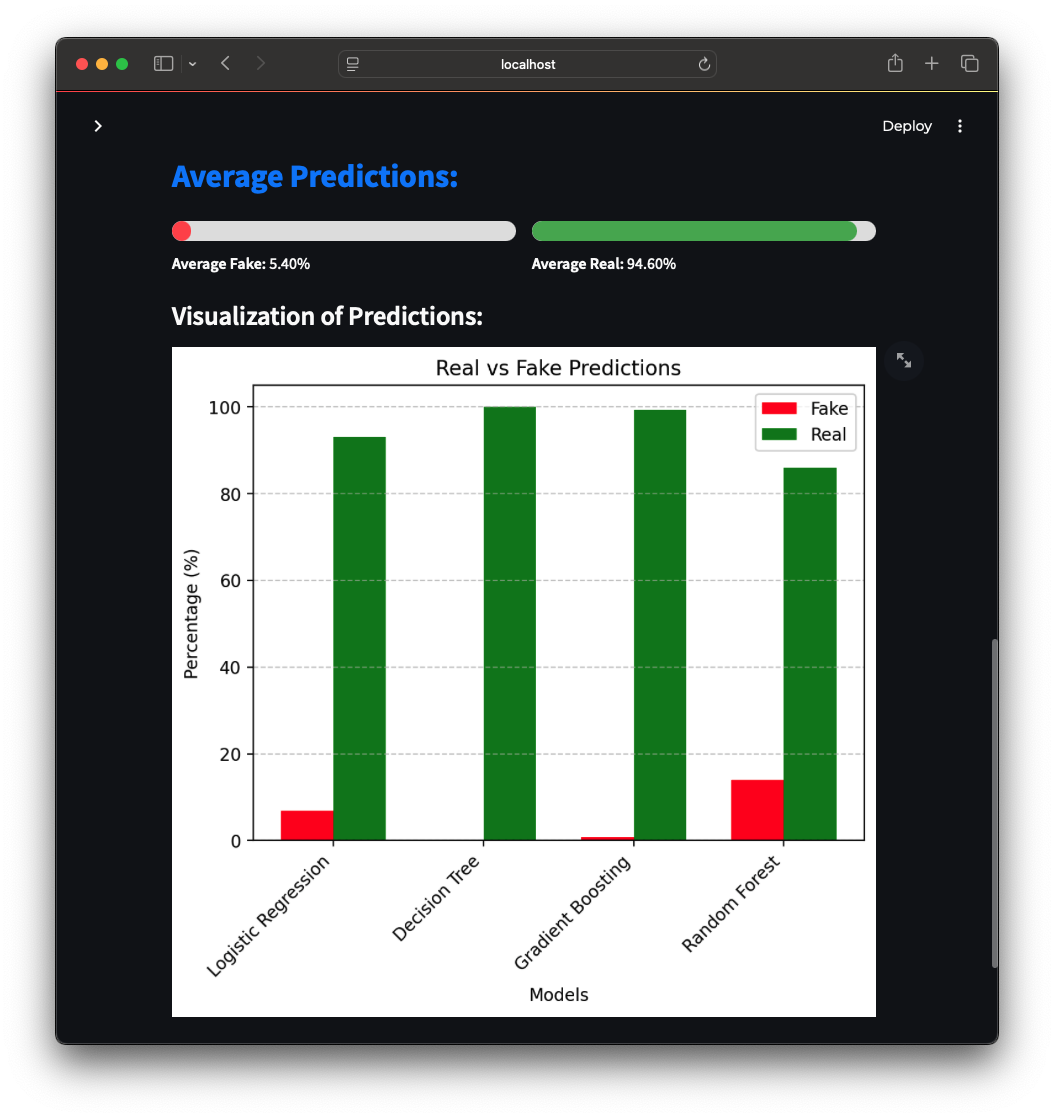 localhost
Deploy
Average Predictions:
Average Fake: 5.40%
Average Real: 94.60%
Visualization of Predictions:
Real vs Fake Predictions
Fake
Real
100
80
60
40
20
0
Percentage (%)
Logistic Regression
Decision Tree
Gradient Boosting
Random Forest
Models